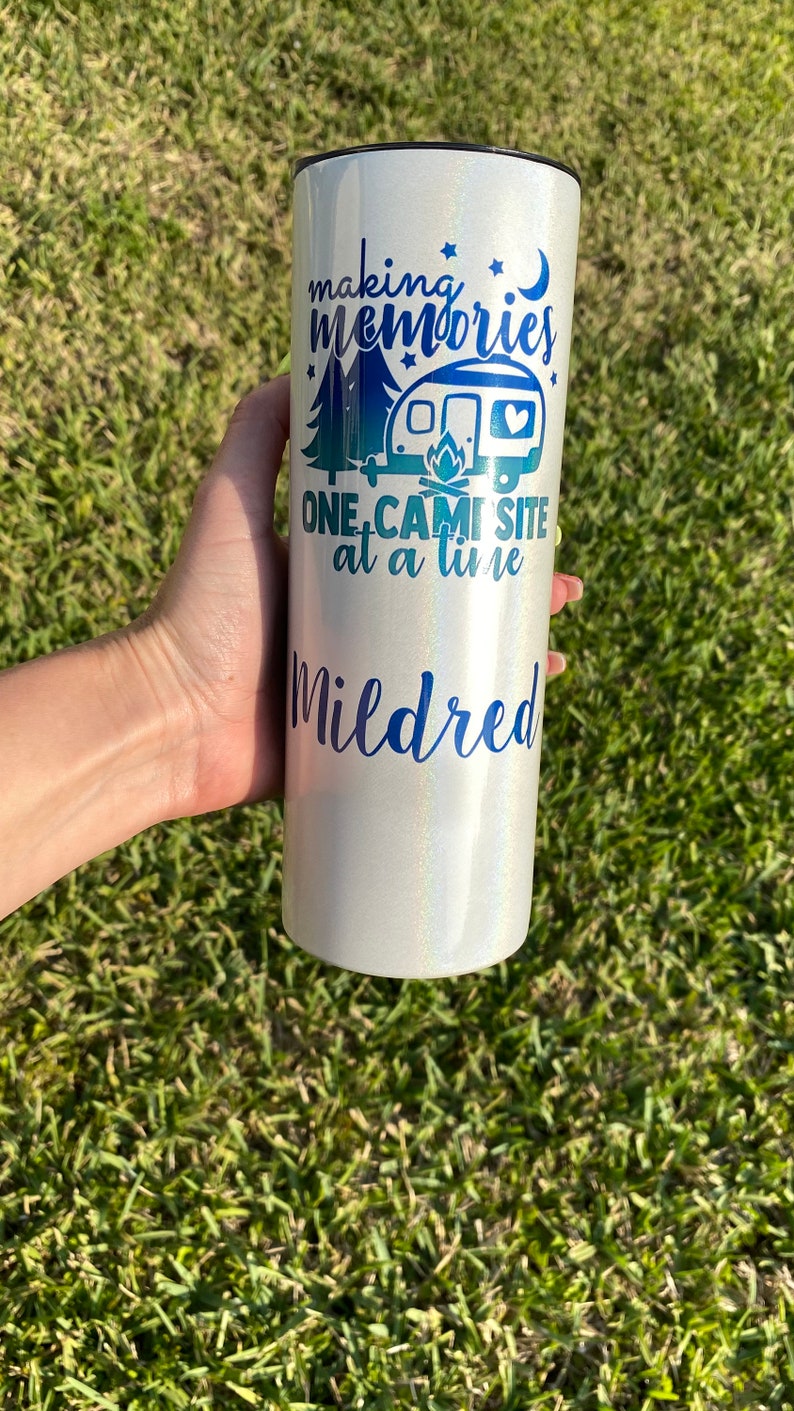 making
memories
ONE CAMPSITE
at a time
Mildred